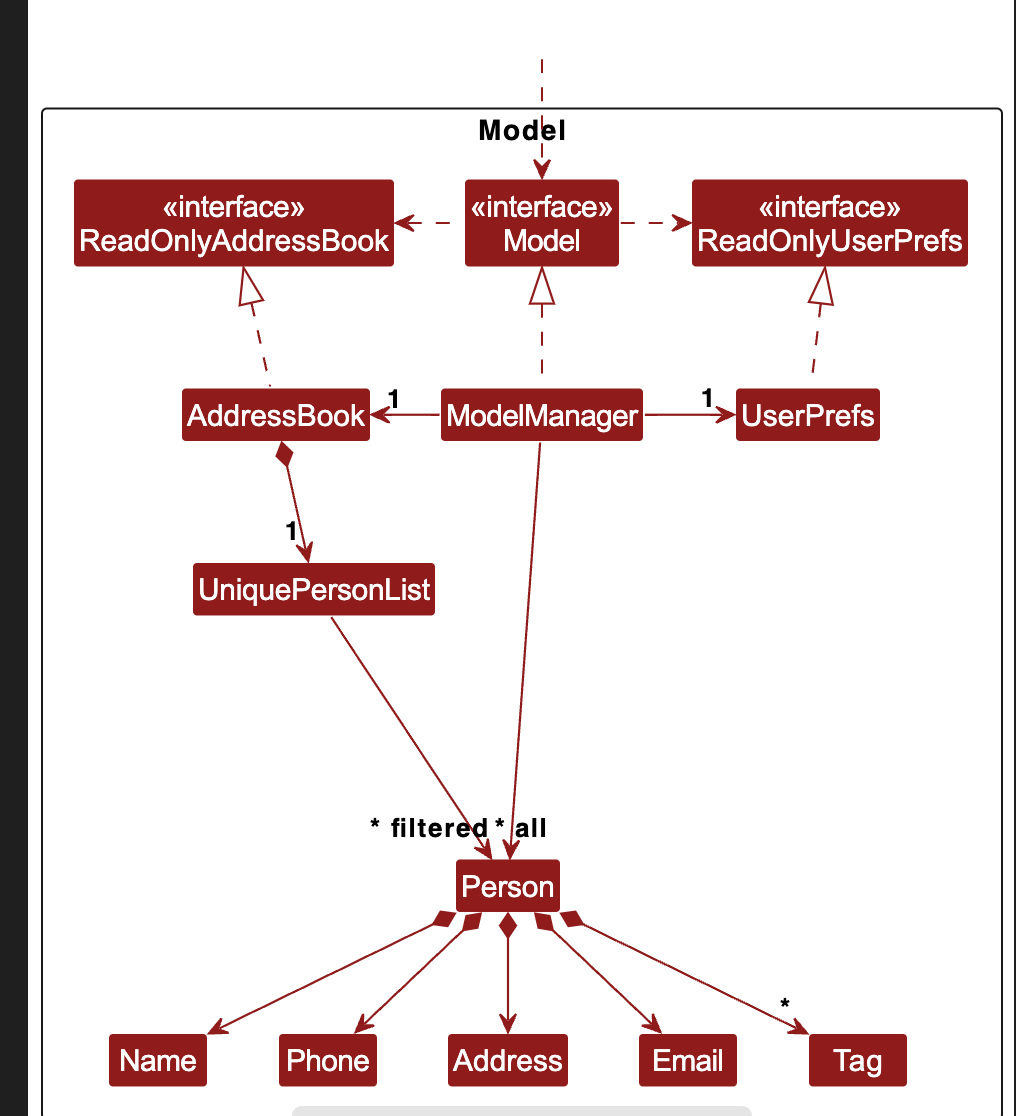 Model
«interface»
ReadOnlyAddressBook
«interface»
Model
«interface»
ReadOnlyUserPrefs
AddressBook
1
ModelManager
1
UserPrefs
1
UniquePersonList
* filtered
* all
Person
*
Name
Phone
Address
Email
Tag